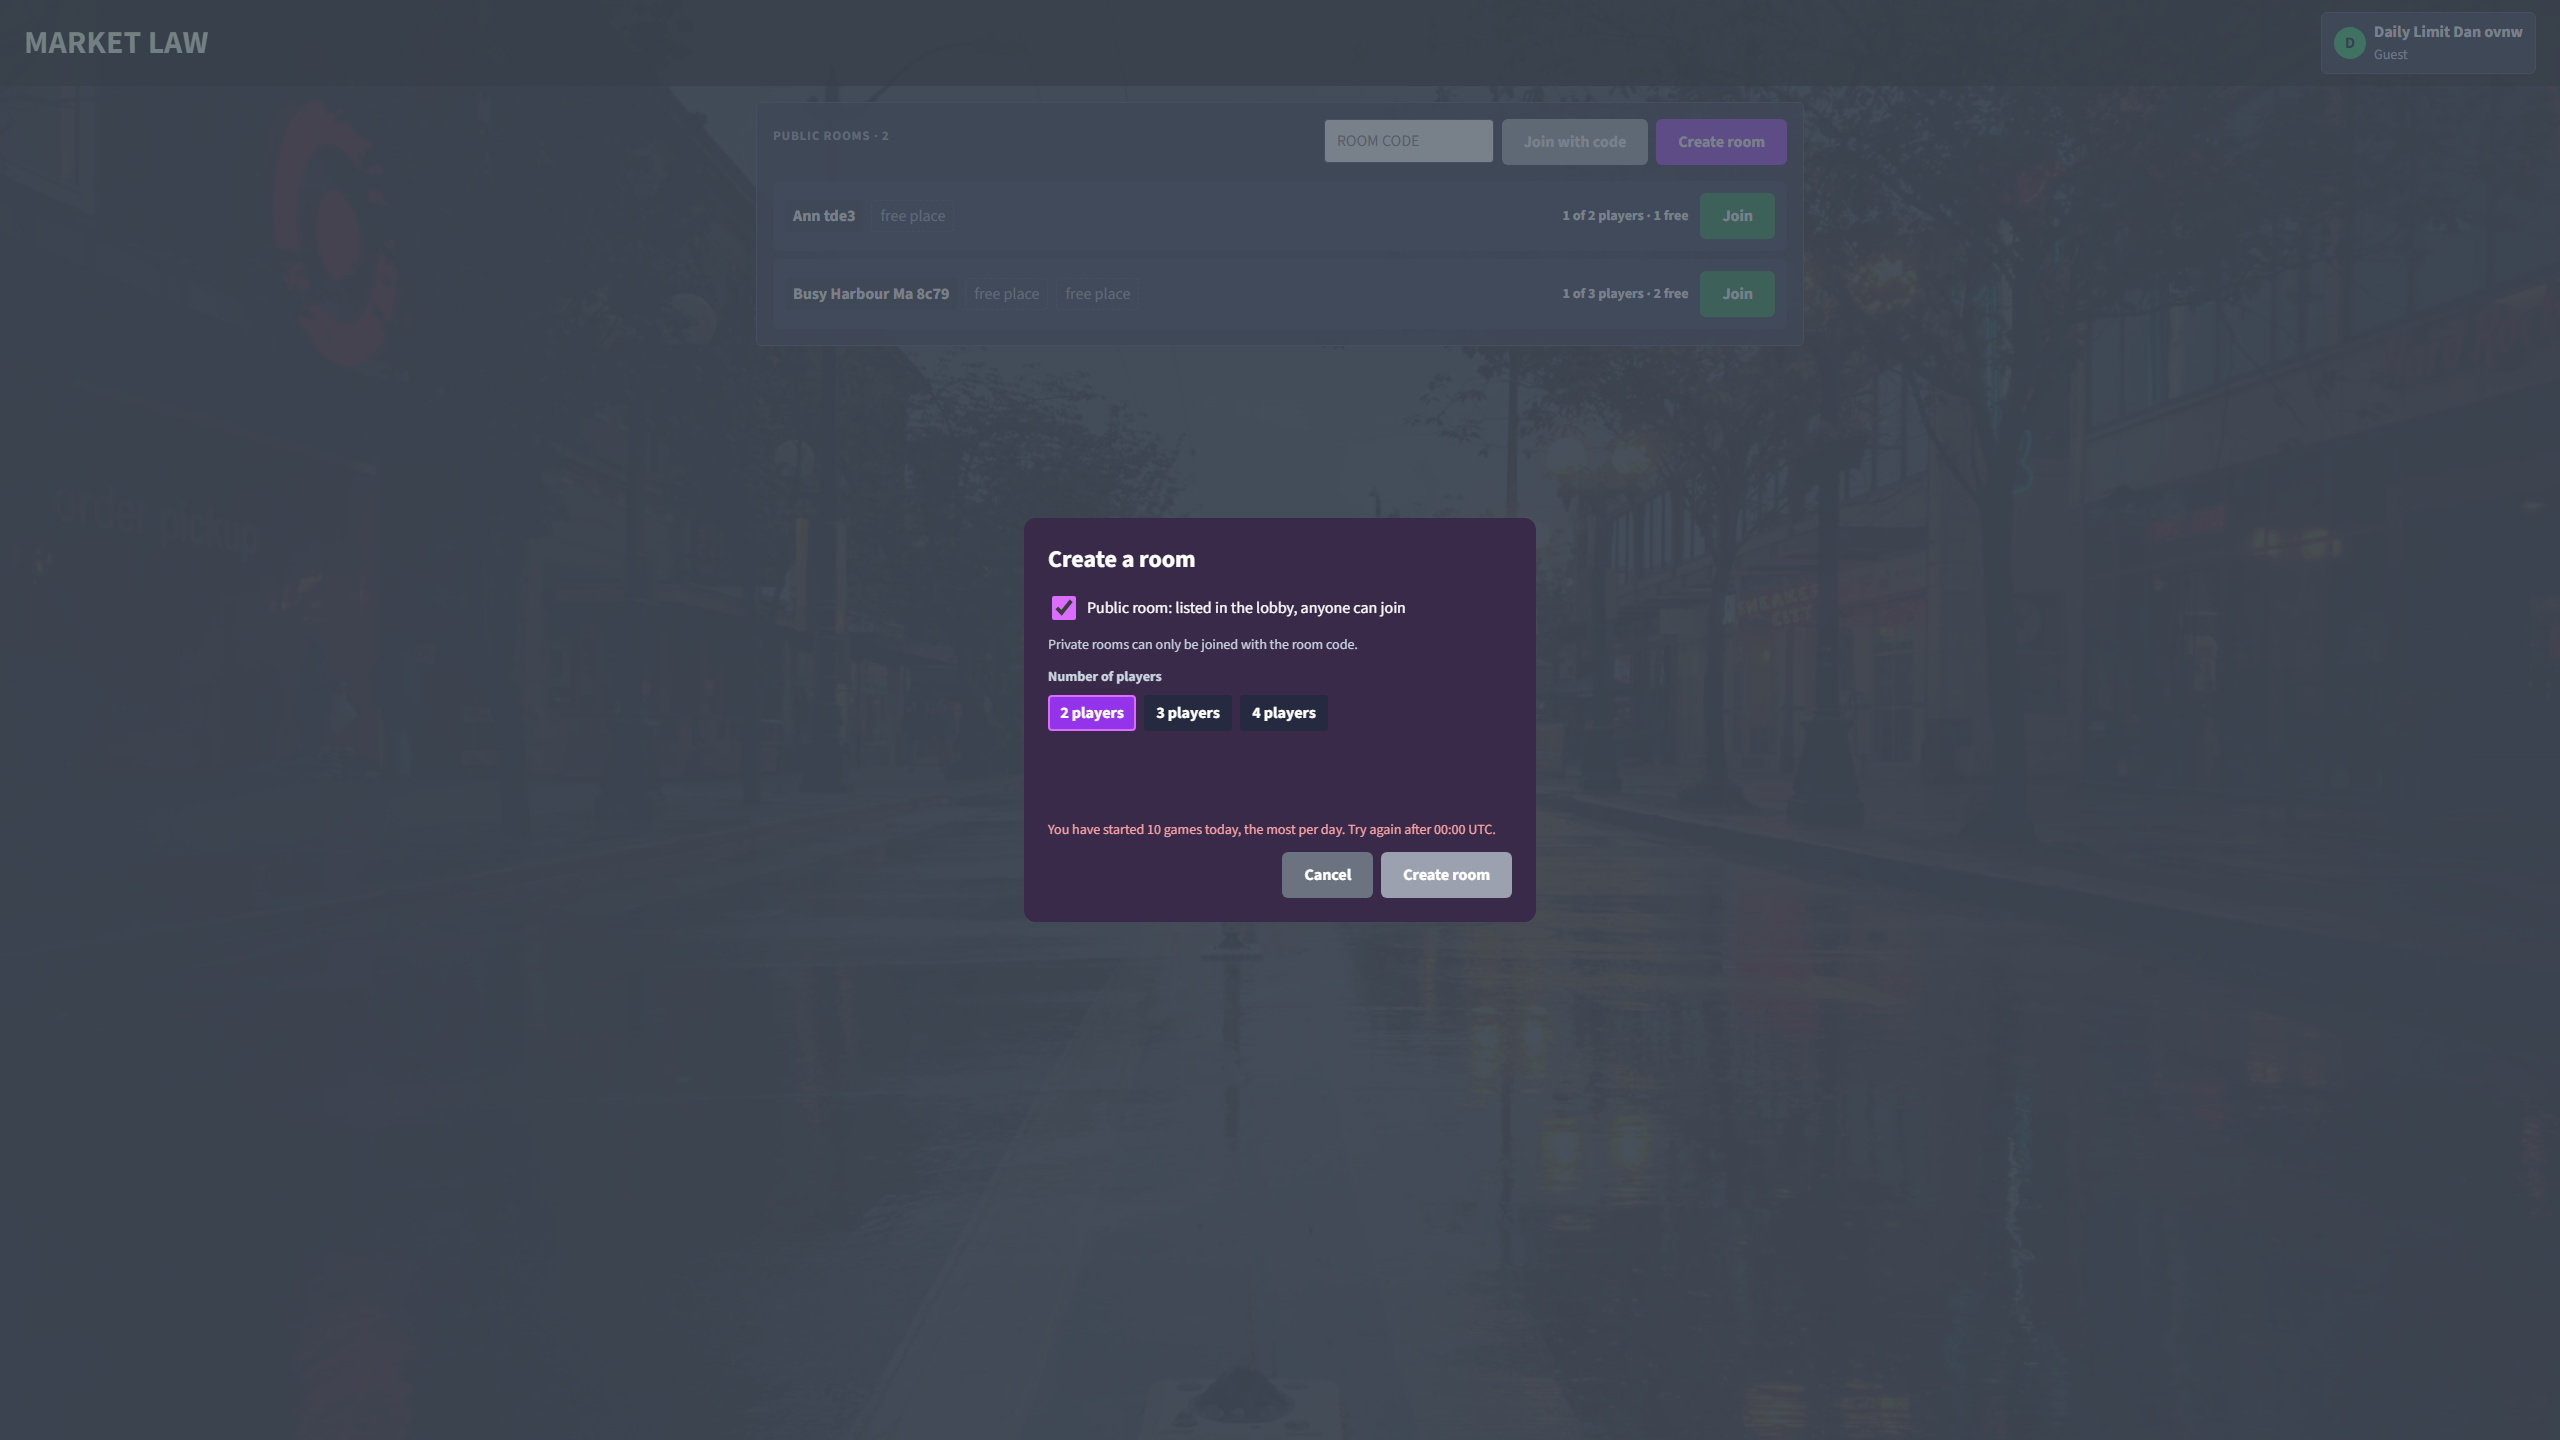 MARKET LAW
D
Daily Limit Dan ovnw
Guest
PUBLIC ROOMS · 2
ROOM CODE
Join with code
Create room
Ann tde3
free place
1 of 2 players · 1 free
Join
Busy Harbour Ma 8c79
free place
free place
1 of 3 players · 2 free
Join
order pickup
SNEAKER
CITY
Create a room
Public room: listed in the lobby, anyone can join
Private rooms can only be joined with the room code.
Number of players
2 players
3 players
4 players
You have started 10 games today, the most per day. Try again after 00:00 UTC.
Cancel
Create room